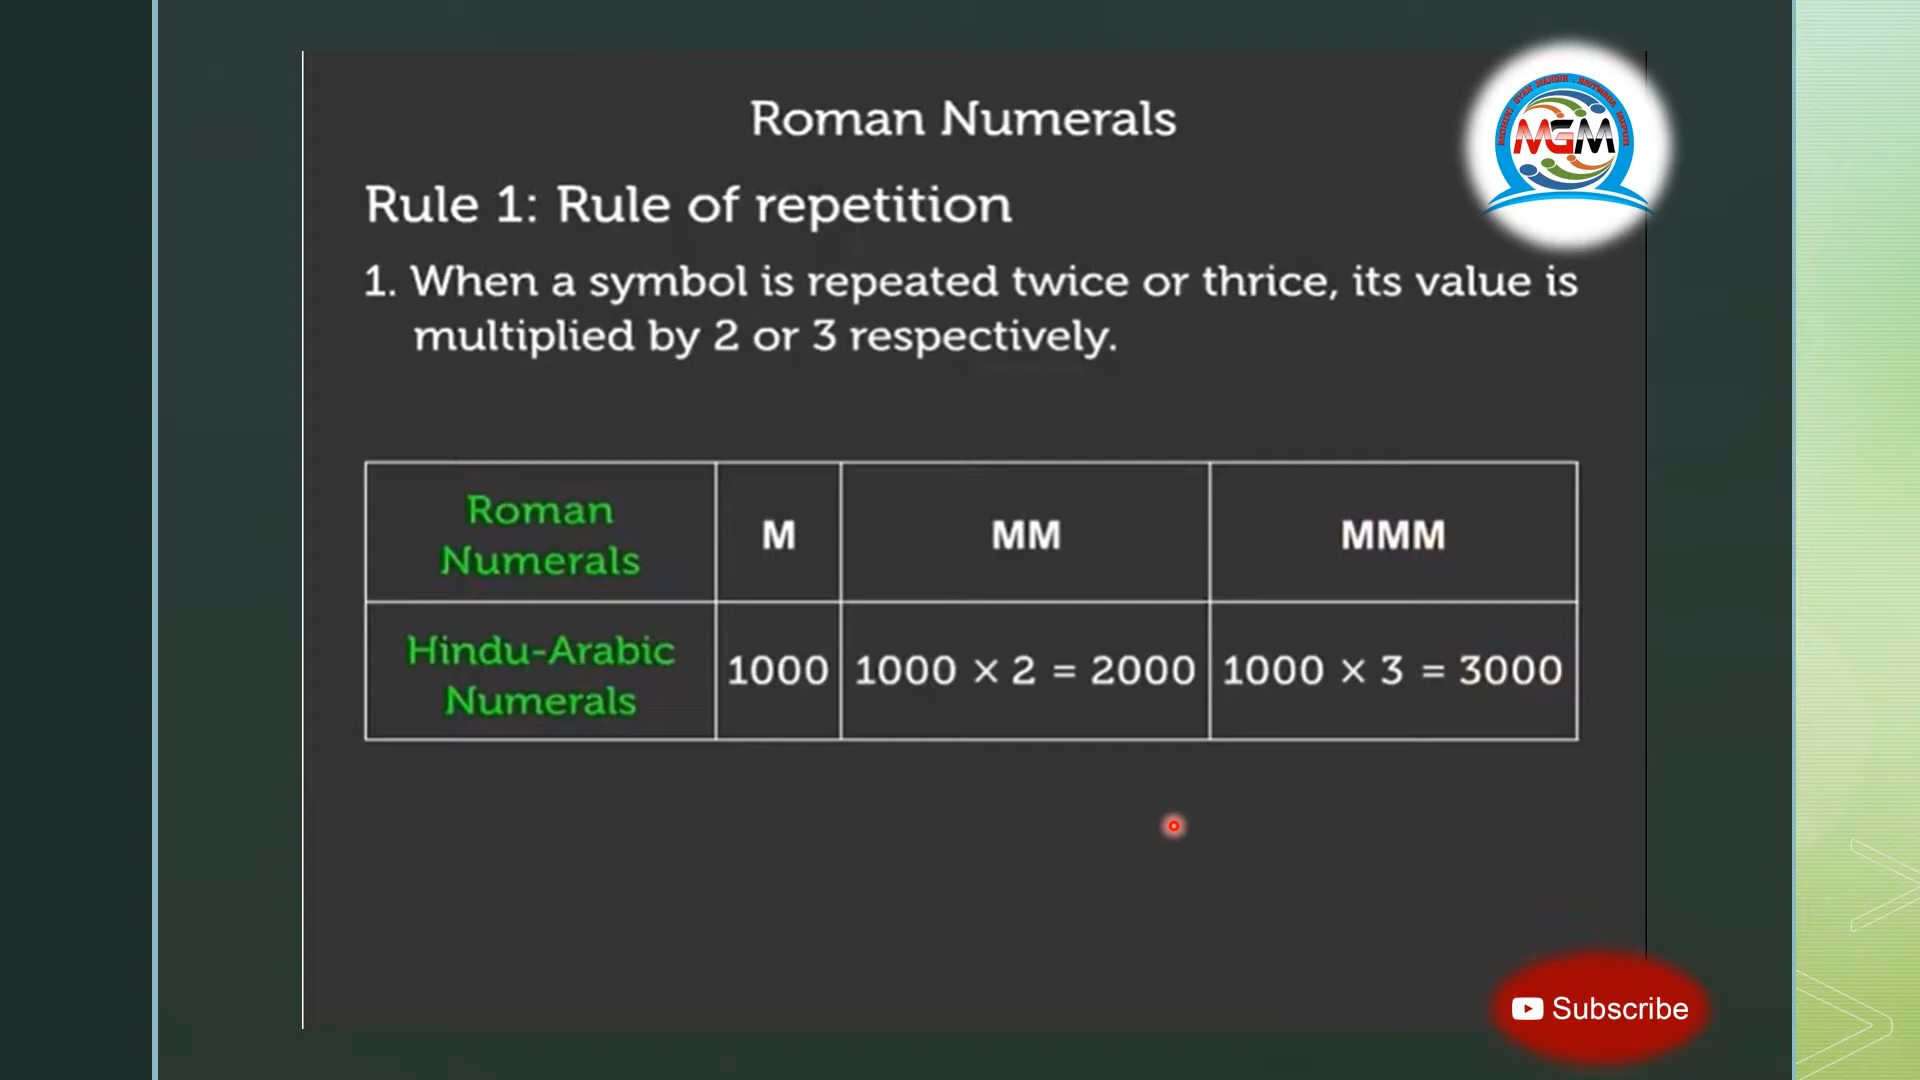 Roman Numerals
MGM
Rule 1: Rule of repetition
1. When a symbol is repeated twice or thrice, its value is
multiplied by 2 or 3 respectively.
Roman
Numerals
M
MM
MMM
Hindu-Arabic
Numerals
1000
1000 × 2 = 2000
1000 × 3 = 3000
Subscribe